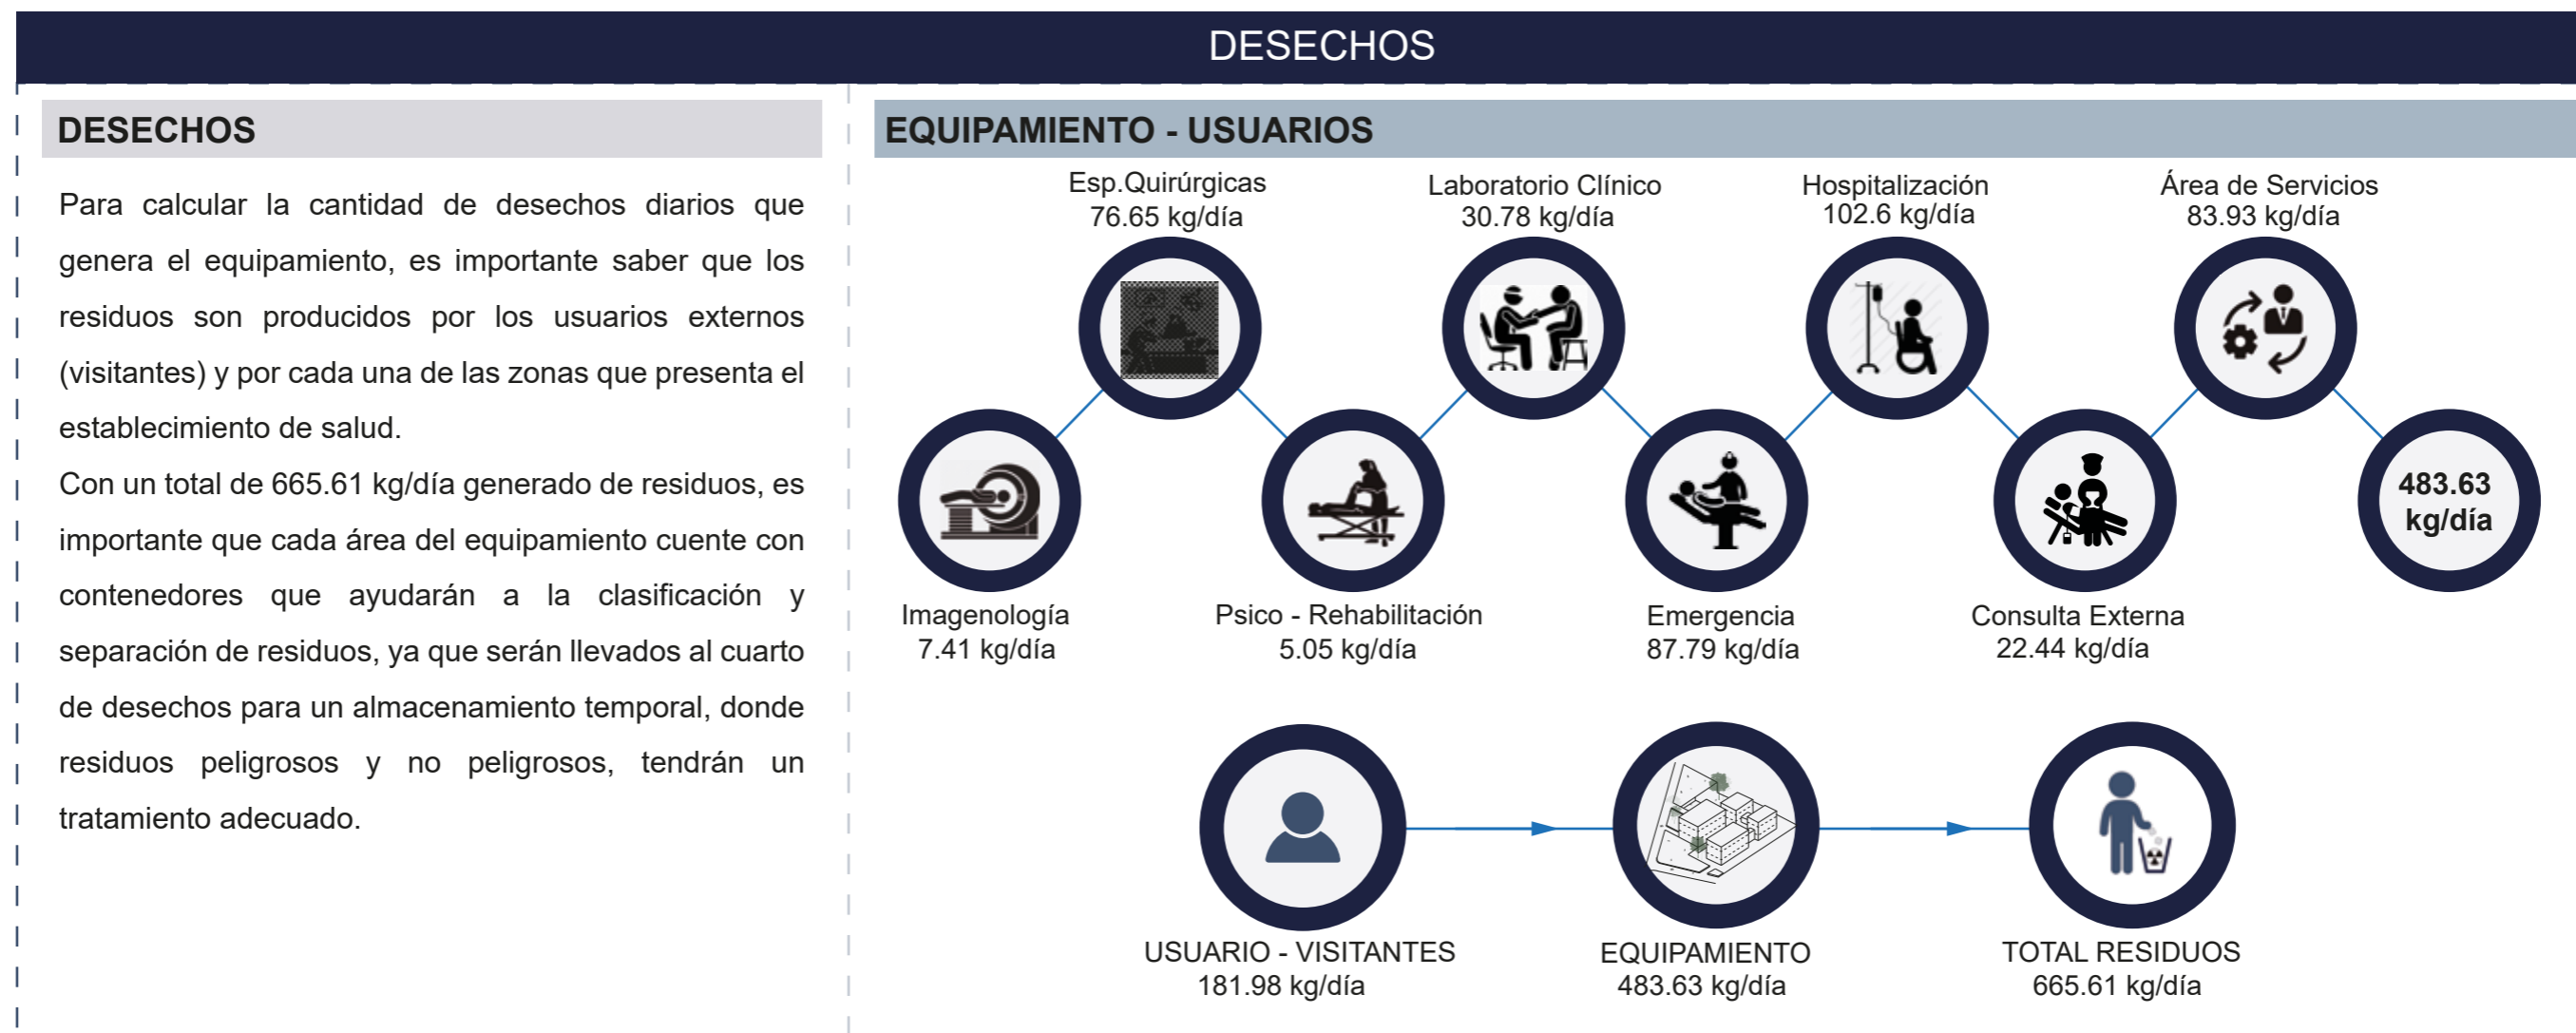 DESECHOS
DESECHOS
Para calcular la cantidad de desechos diarios que
genera el equipamiento, es importante saber que los
residuos son producidos por los usuarios externos
(visitantes) y por cada una de las zonas que presenta el
establecimiento de salud.
Con un total de 665.61 kg/día generado de residuos, es
importante que cada área del equipamiento cuente con
contenedores que ayudarán a la clasificación y
separación de residuos, ya que serán llevados al cuarto
de desechos para un almacenamiento temporal, donde
residuos peligrosos y no peligrosos, tendrán un
tratamiento adecuado.
EQUIPAMIENTO - USUARIOS
Esp.Quirúrgicas
76.65 kg/día
Laboratorio Clínico
30.78 kg/día
Hospitalización
102.6 kg/día
Área de Servicios
83.93 kg/día
483.63
kg/día
Imagenología
7.41 kg/día
Psico - Rehabilitación
5.05 kg/día
Emergencia
87.79 kg/día
Consulta Externa
22.44 kg/día
USUARIO - VISITANTES
181.98 kg/día
EQUIPAMIENTO
483.63 kg/día
TOTAL RESIDUOS
665.61 kg/día